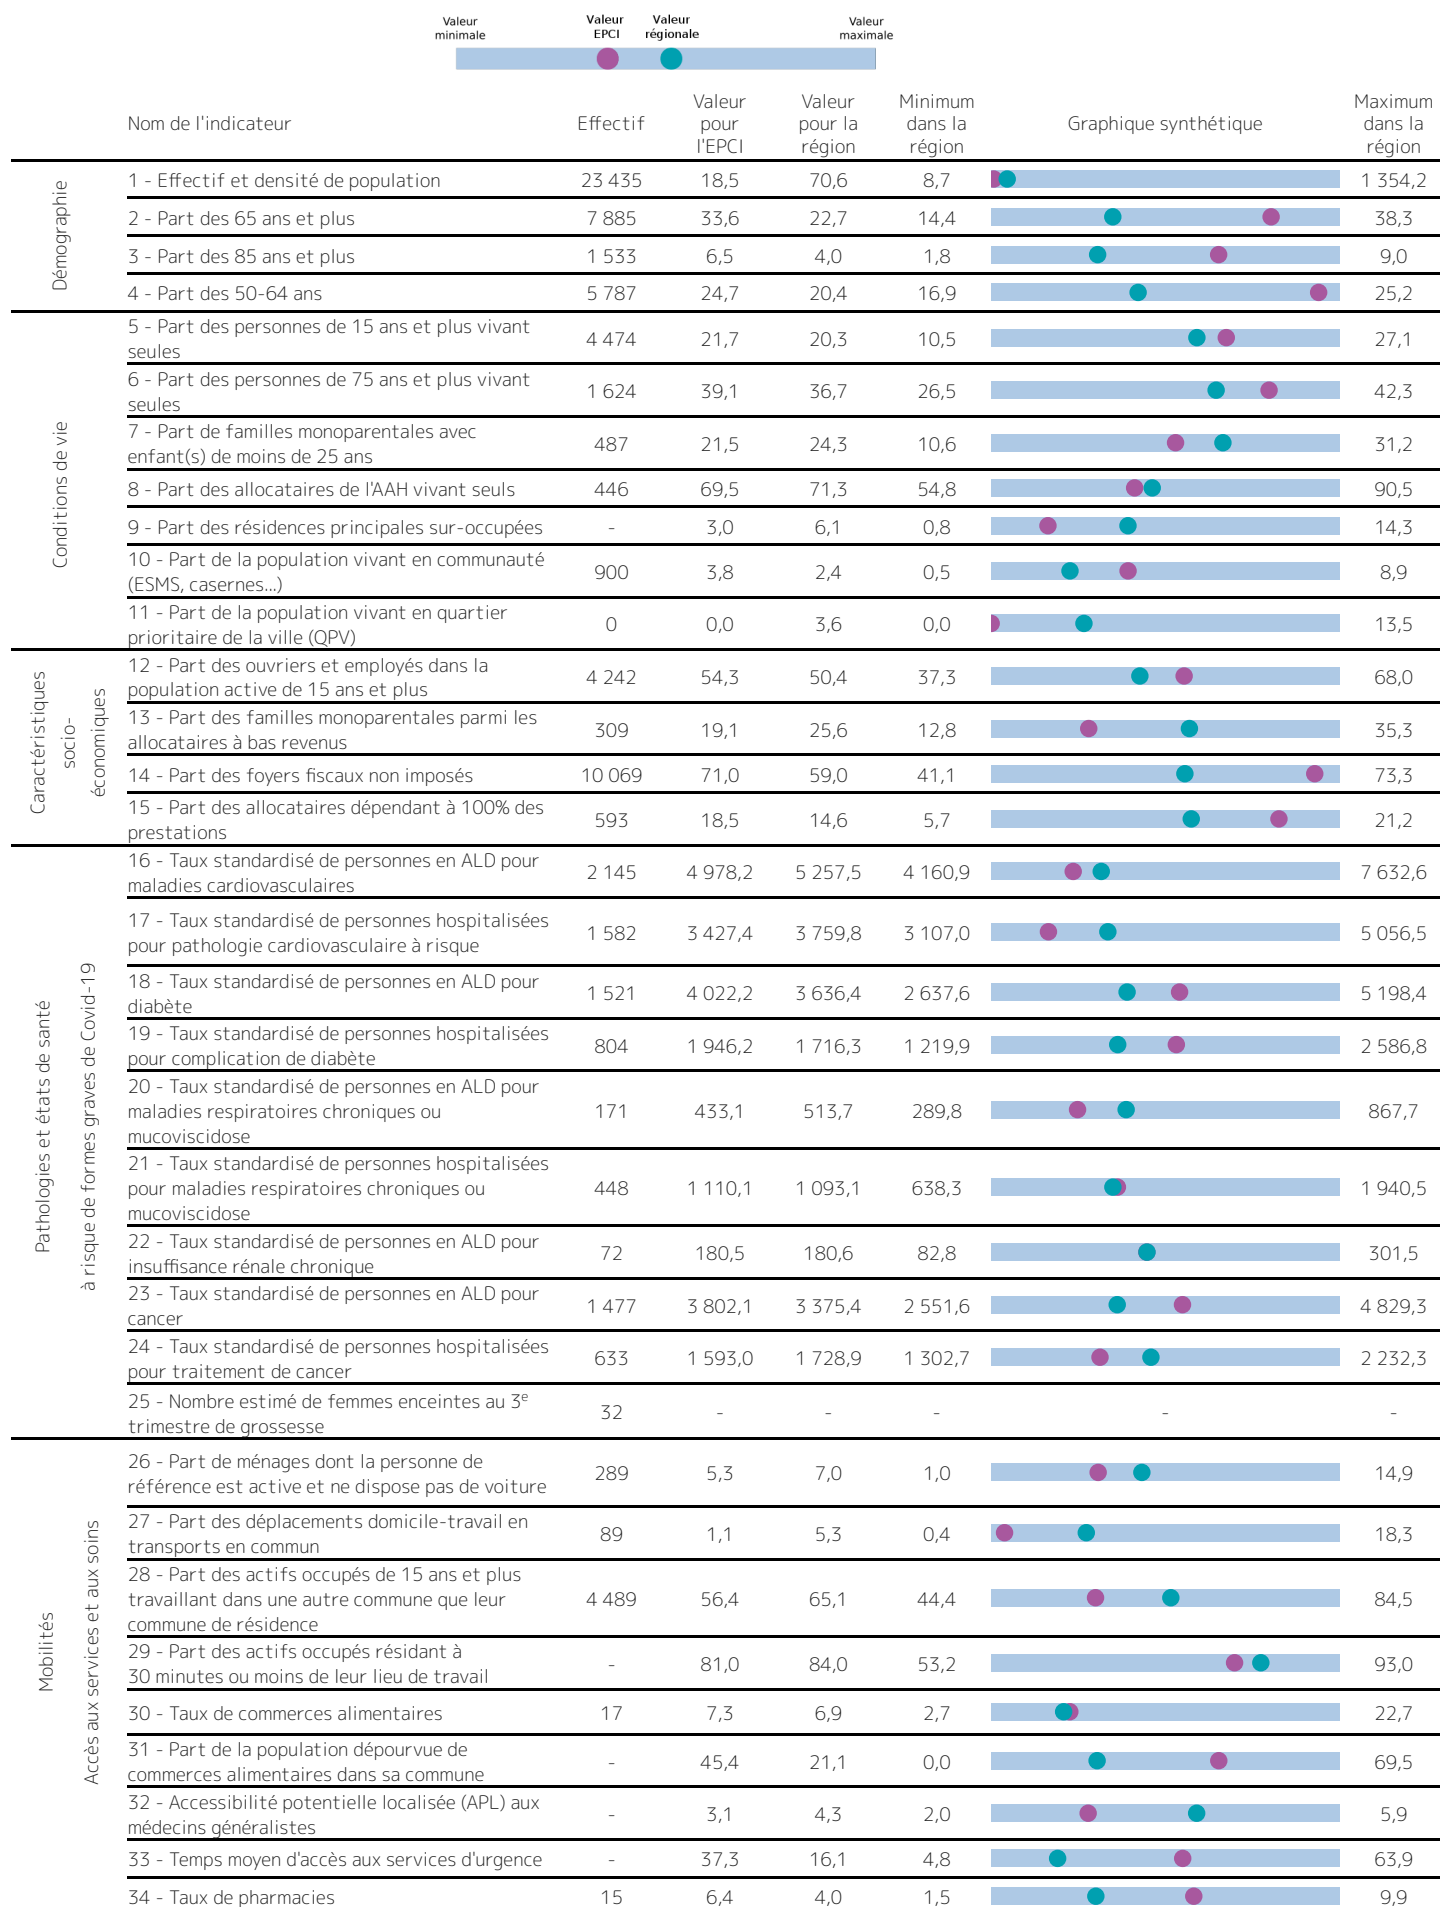 Valeur minimale
Valeur EPCI
Valeur régionale
Valeur maximale
Nom de l'indicateur
Effectif
Valeur pour l'EPCI
Valeur pour la région
Minimum dans la région
Graphique synthétique
Maximum dans la région
Démographie
1 - Effectif et densité de population 23 435 18,5 70,6 8,7 1 354,2
2 - Part des 65 ans et plus 7 885 33,6 22,7 14,4 38,3
3 - Part des 85 ans et plus 1 533 6,5 4,0 1,8 9,0
4 - Part des 50-64 ans 5 787 24,7 20,4 16,9 25,2
Conditions de vie
5 - Part des personnes de 15 ans et plus vivant
seules 4 474 21,7 20,3 10,5 27,1
6 - Part des personnes de 75 ans et plus vivant
seules 1 624 39,1 36,7 26,5 42,3
7 - Part de familles monoparentales avec
enfant(s) de moins de 25 ans 487 21,5 24,3 10,6 31,2
8 - Part des allocataires de l'AAH vivant seuls 446 69,5 71,3 54,8 90,5
9 - Part des résidences principales sur-occupées - 3,0 6,1 0,8 14,3
10 - Part de la population vivant en communauté
(ESMS, casernes...) 900 3,8 2,4 0,5 8,9
11 - Part de la population vivant en quartier
prioritaire de la ville (QPV) 0 0,0 3,6 0,0 13,5
Caractéristiques
socio-
économiques
12 - Part des ouvriers et employés dans la
population active de 15 ans et plus 4 242 54,3 50,4 37,3 68,0
13 - Part des familles monoparentales parmi les
allocataires à bas revenus 309 19,1 25,6 12,8 35,3
14 - Part des foyers fiscaux non imposés 10 069 71,0 59,0 41,1 73,3
15 - Part des allocataires dépendant à 100% des
prestations 593 18,5 14,6 5,7 21,2
Pathologies et états de santé
à risque de formes graves de Covid-19
16 - Taux standardisé de personnes en ALD pour
maladies cardiovasculaires 2 145 4 978,2 5 257,5 4 160,9 7 632,6
17 - Taux standardisé de personnes hospitalisées
pour pathologie cardiovasculaire à risque 1 582 3 427,4 3 759,8 3 107,0 5 056,5
18 - Taux standardisé de personnes en ALD pour
diabète 1 521 4 022,2 3 636,4 2 637,6 5 198,4
19 - Taux standardisé de personnes hospitalisées
pour complication de diabète 804 1 946,2 1 716,3 1 219,9 2 586,8
20 - Taux standardisé de personnes en ALD pour
maladies respiratoires chroniques ou
mucoviscidose 171 433,1 513,7 289,8 867,7
21 - Taux standardisé de personnes hospitalisées
pour maladies respiratoires chroniques ou
mucoviscidose 448 1 110,1 1 093,1 638,3 1 940,5
22 - Taux standardisé de personnes en ALD pour
insuffisance rénale chronique 72 180,5 180,6 82,8 301,5
23 - Taux standardisé de personnes en ALD pour
cancer 1 477 3 802,1 3 375,4 2 551,6 4 829,3
24 - Taux standardisé de personnes hospitalisées
pour traitement de cancer 633 1 593,0 1 728,9 1 302,7 2 232,3
25 - Nombre estimé de femmes enceintes au 3e
trimestre de grossesse 32 - - - - -
Mobilités
Accès aux services et aux soins
26 - Part de ménages dont la personne de
référence est active et ne dispose pas de voiture 289 5,3 7,0 1,0 14,9
27 - Part des déplacements domicile-travail en
transports en commun 89 1,1 5,3 0,4 18,3
28 - Part des actifs occupés de 15 ans et plus
travaillant dans une autre commune que leur
commune de résidence 4 489 56,4 65,1 44,4 84,5
29 - Part des actifs occupés résidant à
30 minutes ou moins de leur lieu de travail - 81,0 84,0 53,2 93,0
30 - Taux de commerces alimentaires 17 7,3 6,9 2,7 22,7
31 - Part de la population dépourvue de
commerces alimentaires dans sa commune - 45,4 21,1 0,0 69,5
32 - Accessibilité potentielle localisée (APL) aux
médecins généralistes - 3,1 4,3 2,0 5,9
33 - Temps moyen d'accès aux services d'urgence - 37,3 16,1 4,8 63,9
34 - Taux de pharmacies 15 6,4 4,0 1,5 9,9